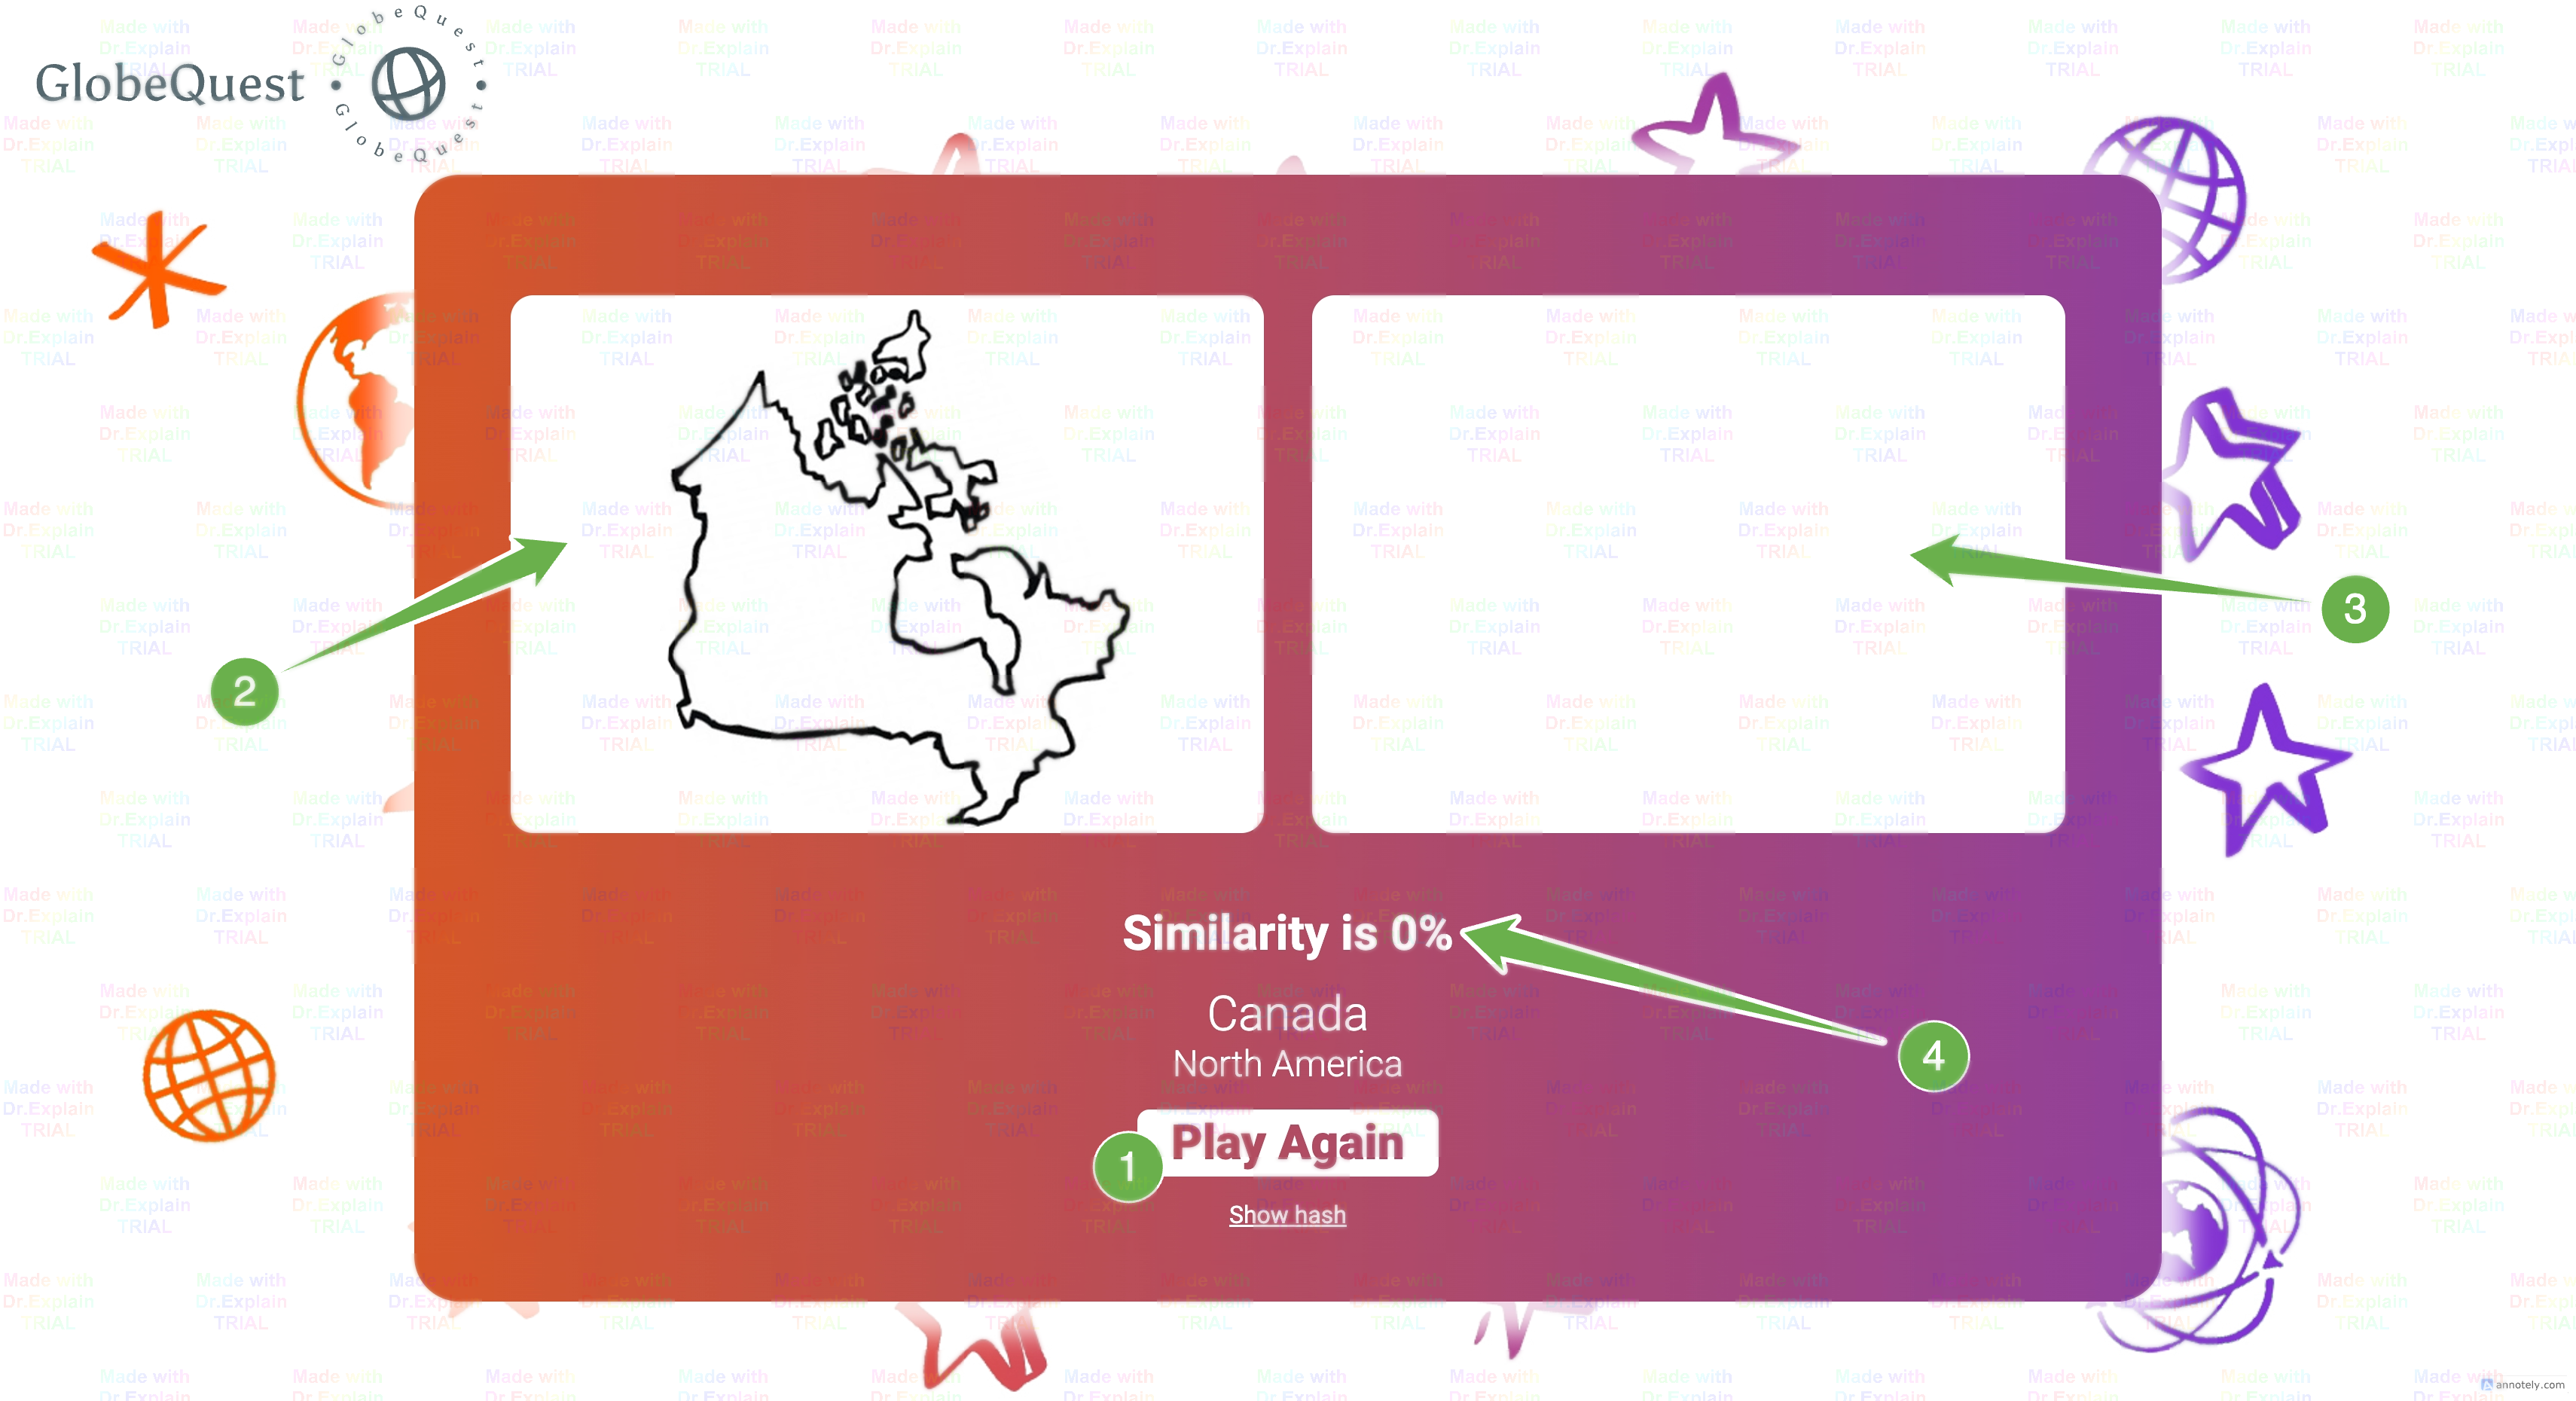 GlobeQuest
GlobeQuest
GlobeQuest
2
3
Similarity is 0%
4
Canada
North America
1
Play Again
Show hash
Made with
Dr.Explain
TRIAL
annotely.com